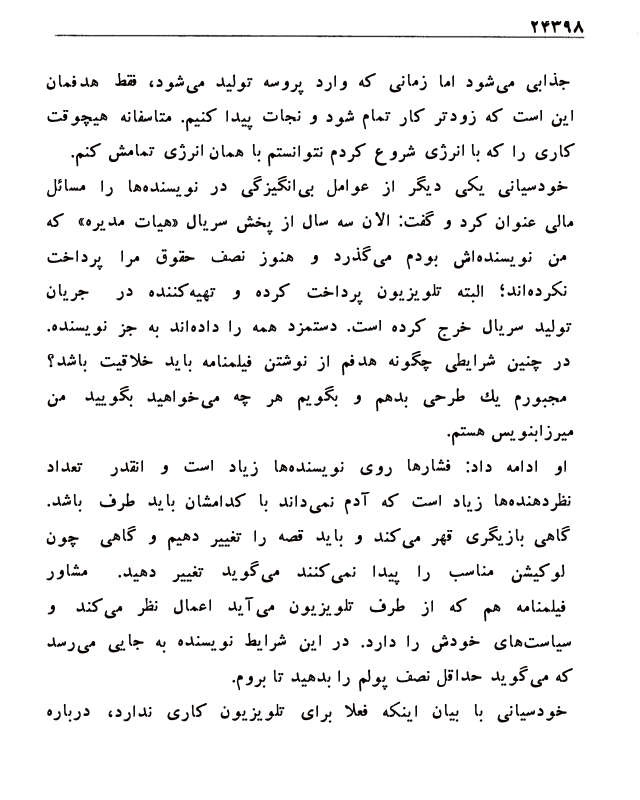 ۲۴۳۹۸
جذابی می‌شود اما زمانی که وارد پروسه تولید می‌شود، فقط هدفمان
این است که زودتر کار تمام شود و نجات پیدا کنیم. متاسفانه هیچوقت
کاری را که با انرژی شروع کردم نتوانستم با همان انرژی تمامش کنم.
خودسیانی یکی دیگر از عوامل بی‌انگیزگی در نویسنده‌ها را مسائل
مالی عنوان کرد و گفت: الان سه سال از پخش سریال «هیات مدیره» که
من نویسنده‌اش بودم می‌گذرد و هنوز نصف حقوق مرا پرداخت
نکرده‌اند؛ البته تلویزیون پرداخت کرده و تهیه‌کننده در جریان
تولید سریال خرج کرده است. دستمزد همه را داده‌اند به جز نویسنده.
در چنین شرایطی چگونه هدفم از نوشتن فیلمنامه باید خلاقیت باشد؟
مجبورم یك طرحی بدهم و بگویم هر چه می‌خواهید بگویید من
میرزابنویس هستم.
او ادامه داد: فشارها روی نویسنده‌ها زیاد است و انقدر تعداد
نظردهنده‌ها زیاد است که آدم نمی‌داند با کدامشان باید طرف باشد.
گاهی بازیگری قهر می‌کند و باید قصه را تغییر دهیم و گاهی چون
لوکیشن مناسب را پیدا نمی‌کنند می‌گوید تغییر دهید. مشاور
فیلمنامه هم که از طرف تلویزیون می‌آید اعمال نظر می‌کند و
سیاست‌های خودش را دارد. در این شرایط نویسنده به جایی می‌رسد
که می‌گوید حداقل نصف پولم را بدهید تا بروم.
خودسیانی با بیان اینکه فعلا برای تلویزیون کاری ندارد، درباره